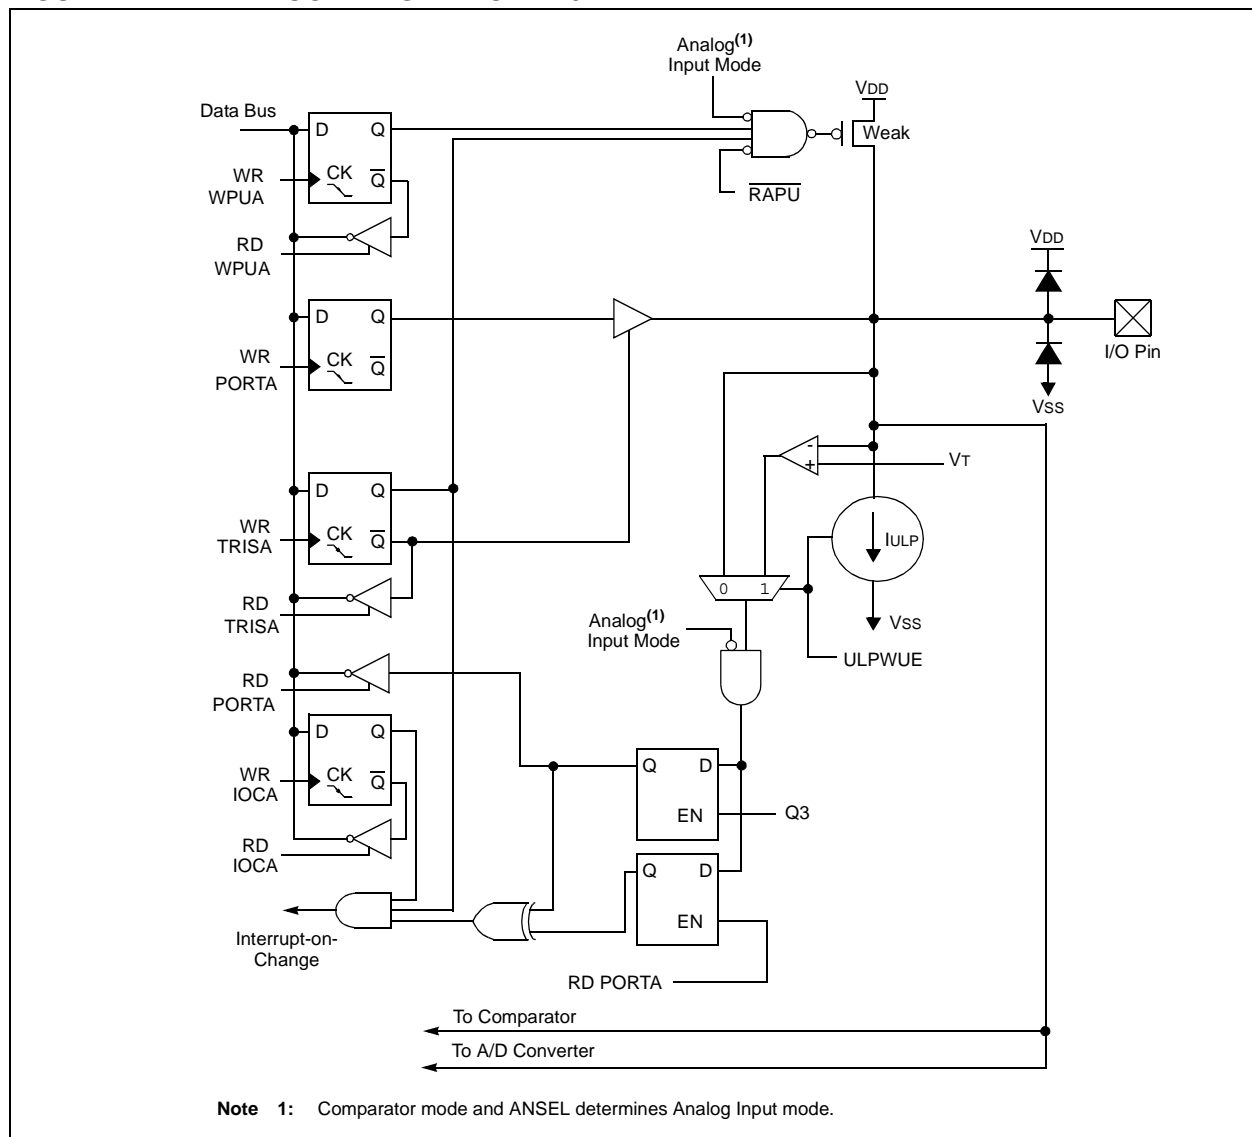 Analog(1)
Input Mode
VDD
Data Bus
D Q
Weak
WR
WPUA
CK Q
RAPU
RD
WPUA
VDD
D Q
WR
PORTA
CK Q
I/O Pin
VSS
-
+
VT
D Q
WR
TRISA
CK Q
IULP
0 1
RD
TRISA
Analog(1)
Input Mode
VSS
ULPWUE
RD
PORTA
D Q
WR
IOCA
CK Q
Q D
EN
Q3
RD
IOCA
Q D
EN
Interrupt-on-
Change
RD PORTA
To Comparator
To A/D Converter
Note 1: Comparator mode and ANSEL determines Analog Input mode.